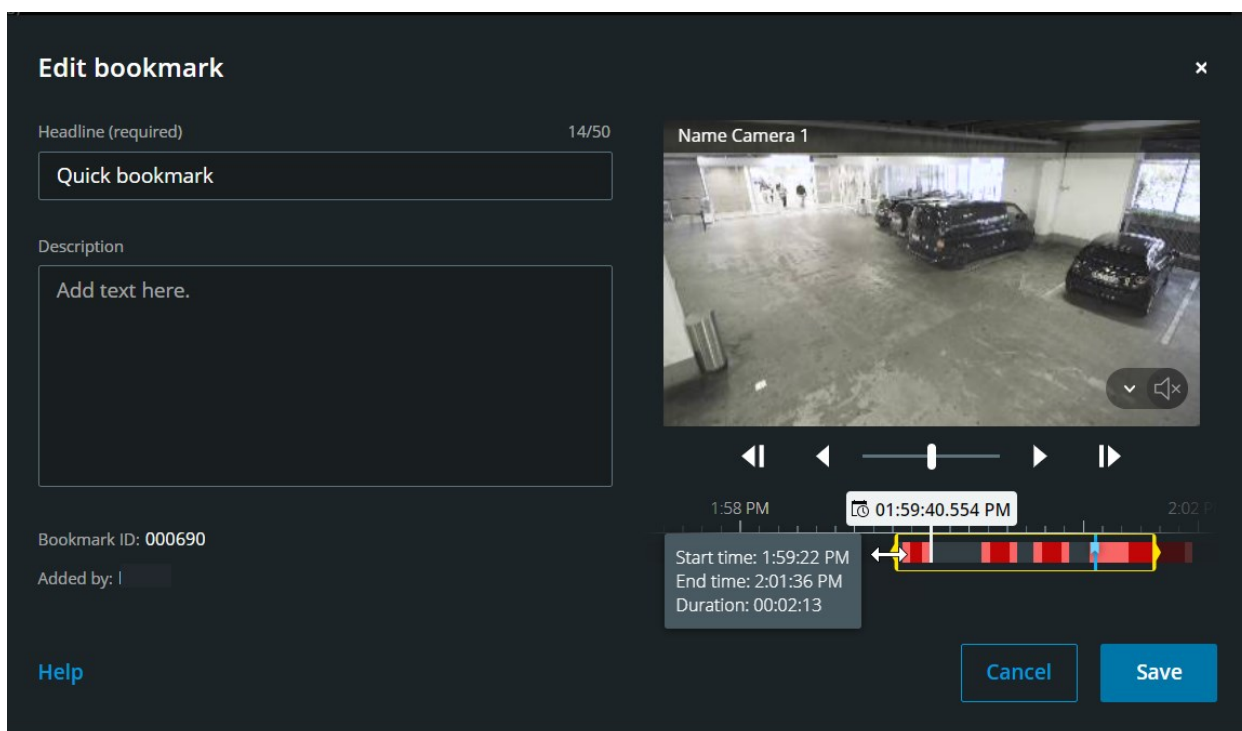 Edit bookmark
Headline (required) 14/50
Quick bookmark
Description
Add text here.
Bookmark ID: 000690
Added by:
Help
Name Camera 1
1:58 PM
01:59:40.554 PM
2:02
Start time: 1:59:22 PM
End time: 2:01:36 PM
Duration: 00:02:13
Cancel
Save